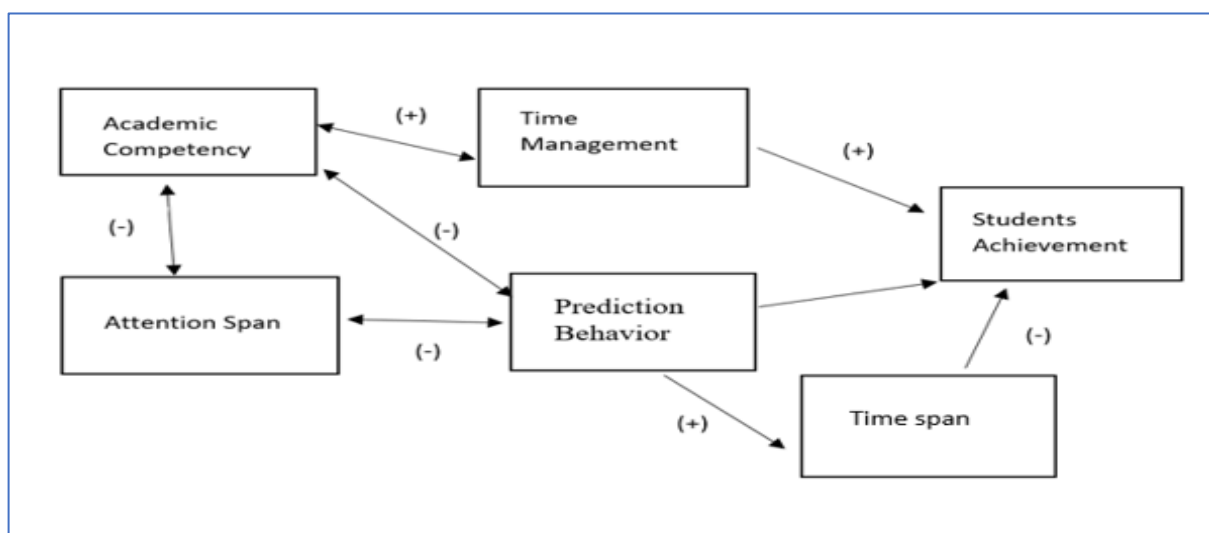 Academic
Competency
(+)
Time
Management
(+)
Students
Achievement
(-)
(-)
Attention Span
(-)
Prediction
Behavior
(+)
Time span
(-)